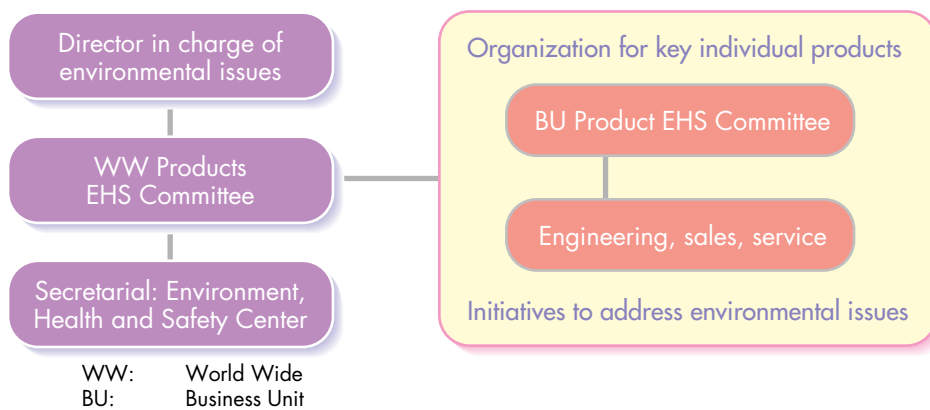 Director in charge of
environmental issues
WW Products
EHS Committee
Secretarial: Environment,
Health and Safety Center
Organization for key individual products
BU Product EHS Committee
Engineering, sales, service
Initiatives to address environmental issues
WW: World Wide
BU: Business Unit